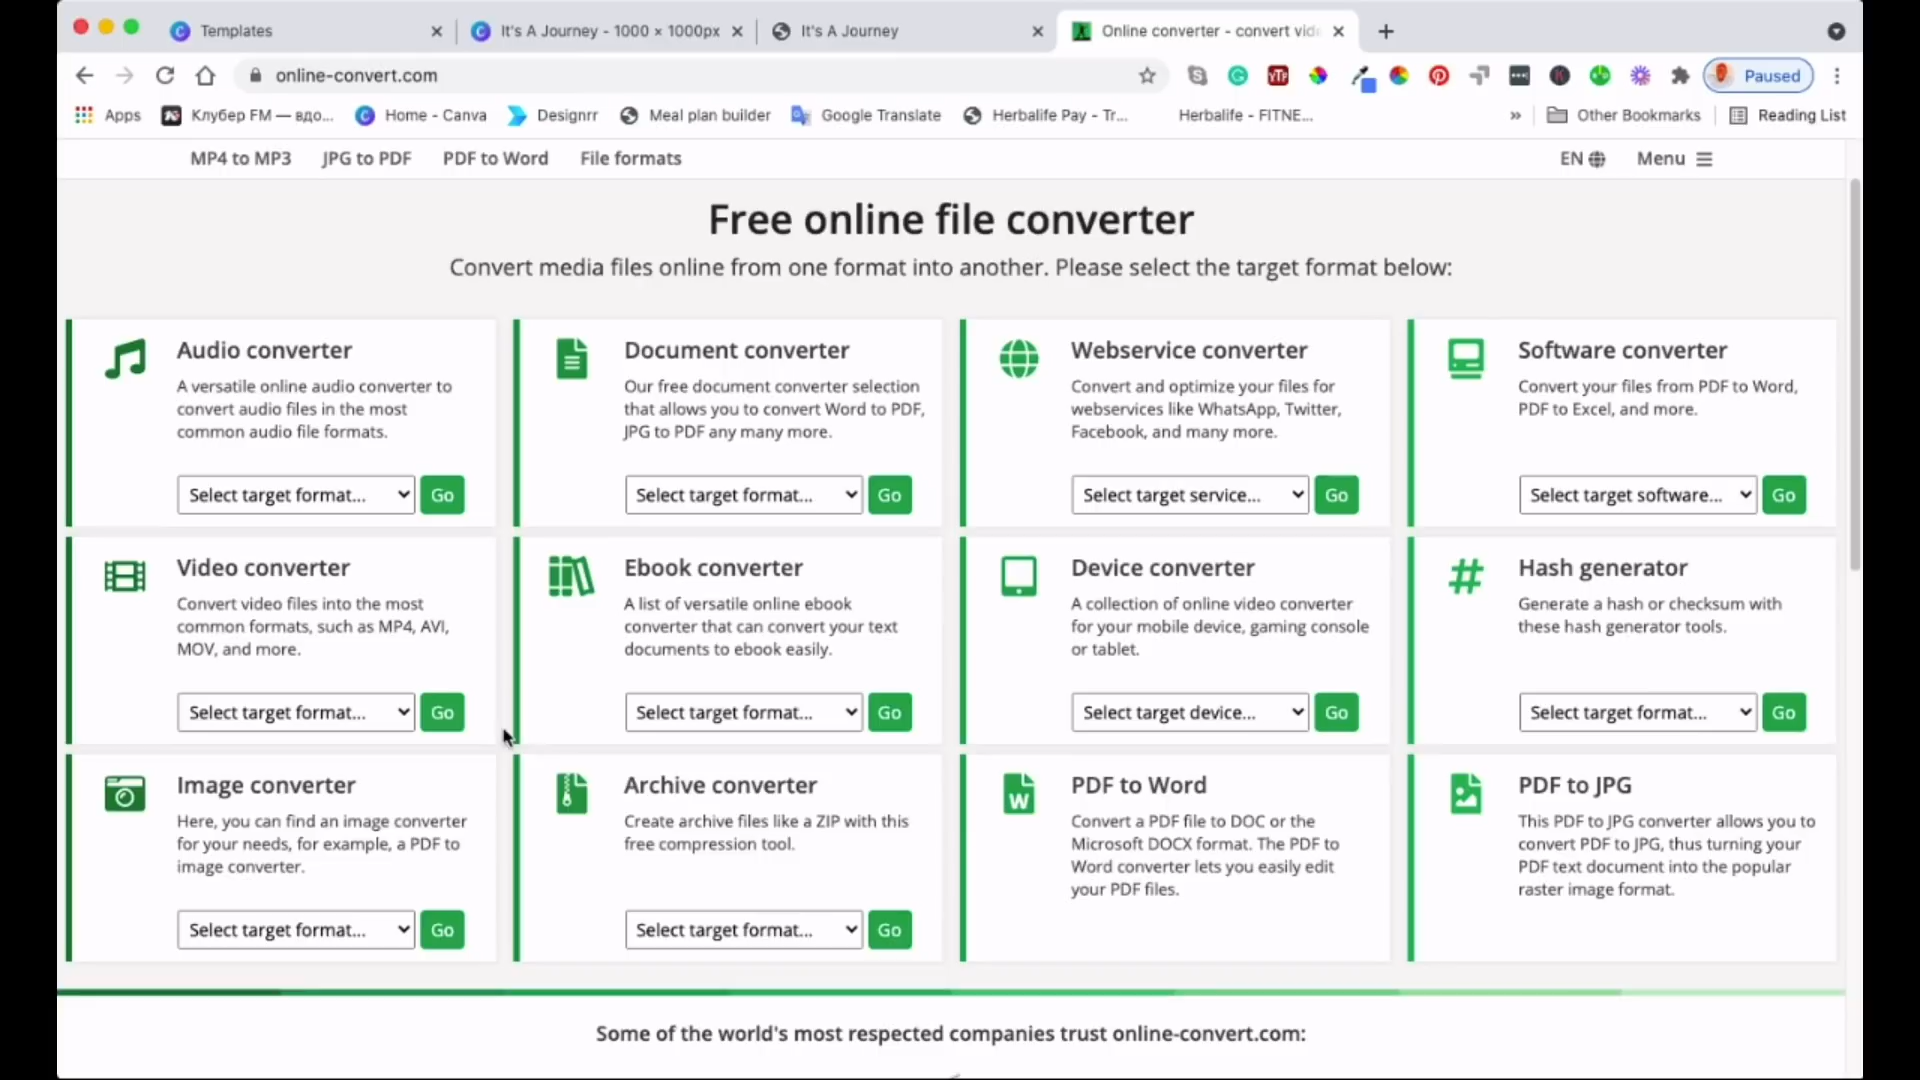 Templates
It's A Journey - 1000 × 1000px
It's A Journey
Online converter - convert vid
online-convert.com
Paused
Apps
Клубер FM — вдо...
Home - Canva
Designrr
Meal plan builder
Google Translate
Herbalife Pay - Tr...
Herbalife - FITNE...
»
Other Bookmarks
Reading List
MP4 to MP3
JPG to PDF
PDF to Word
File formats
EN
Menu
Free online file converter
Convert media files online from one format into another. Please select the target format below:
Audio converter
A versatile online audio converter to
convert audio files in the most
common audio file formats.
Select target format...
Go
Document converter
Our free document converter selection
that allows you to convert Word to PDF,
JPG to PDF any many more.
Select target format...
Go
Webservice converter
Convert and optimize your files for
webservices like WhatsApp, Twitter,
Facebook, and many more.
Select target service...
Go
Software converter
Convert your files from PDF to Word,
PDF to Excel, and more.
Select target software...
Go
Video converter
Convert video files into the most
common formats, such as MP4, AVI,
MOV, and more.
Select target format...
Go
Ebook converter
A list of versatile online ebook
converter that can convert your text
documents to ebook easily.
Select target format...
Go
Device converter
A collection of online video converter
for your mobile device, gaming console
or tablet.
Select target device...
Go
Hash generator
Generate a hash or checksum with
these hash generator tools.
Select target format...
Go
Image converter
Here, you can find an image converter
for your needs, for example, a PDF to
image converter.
Select target format...
Go
Archive converter
Create archive files like a ZIP with this
free compression tool.
Select target format...
Go
PDF to Word
Convert a PDF file to DOC or the
Microsoft DOCX format. The PDF to
Word converter lets you easily edit
your PDF files.
PDF to JPG
This PDF to JPG converter allows you to
convert PDF to JPG, thus turning your
PDF text document into the popular
raster image format.
Some of the world's most respected companies trust online-convert.com: